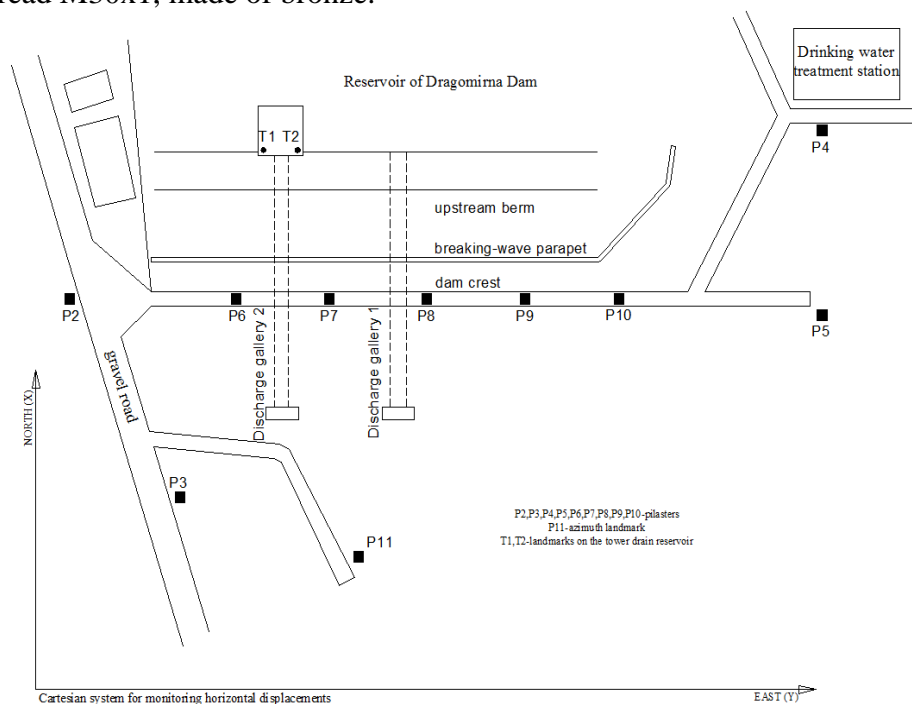 read M30x1, made of bronze.
Drinking water
treatment station
Reservoir of Dragomirna Dam
T1 T2
P4
upstream berm
breaking-wave parapet
dam crest
P2
P6
P7
P8
P9
P10
P5
Discharge gallery 2
Discharge gallery 1
gravel road
NORTH (X)
P3
P2,P3,P4,P5,P6,P7,P8,P9,P10-pilasters
P11-azimuth landmark
T1,T2-landmarks on the tower drain reservoir
P11
Cartesian system for monitoring horizontal displacements
EAST (Y)